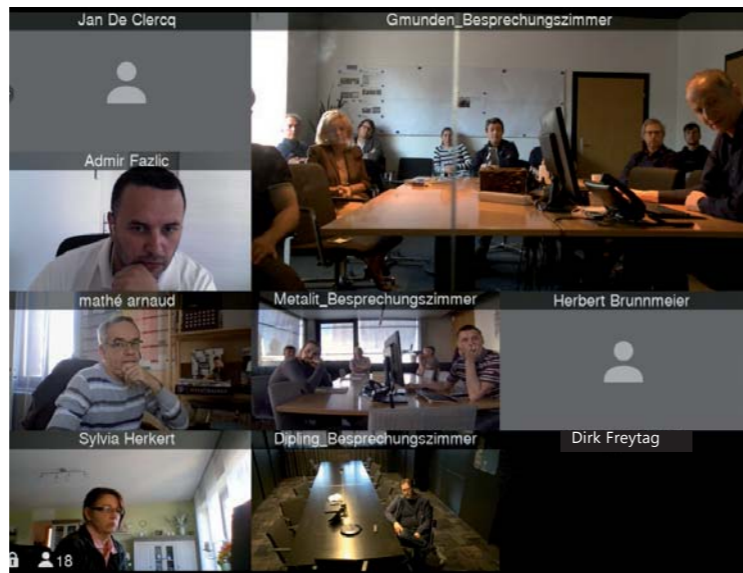 Jan De Clercq
Gmunden_Besprechungszimmer
Admir Fazlic
mathé arnaud
Metalit_Besprechungszimmer
Herbert Brunnmeier
Sylvia Herkert
Dipling_Besprechungszimmer
Dirk Freytag
18